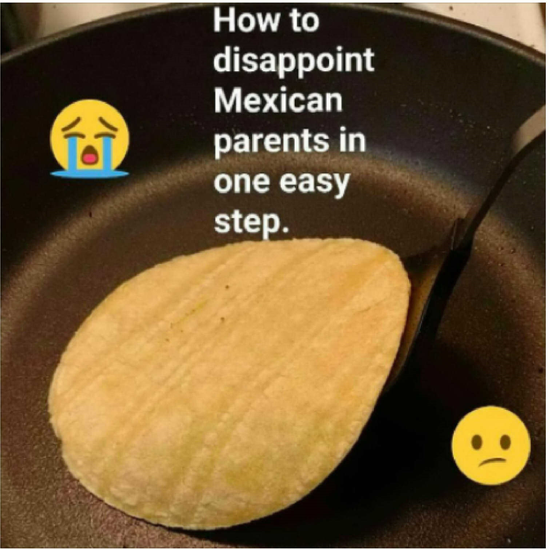 How to
disappoint
Mexican
parents in
one easy
step.